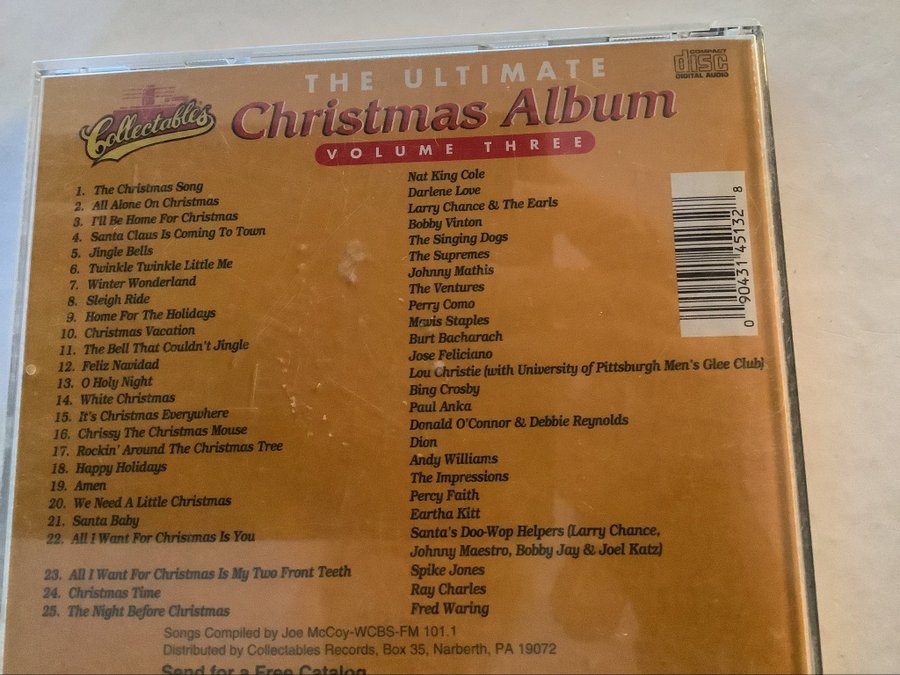 Collectables
THE ULTIMATE
Christmas Album
VOLUME THREE
COMPACT
disc
DIGITAL AUDIO
1. The Christmas Song Nat King Cole
2. All Alone On Christmas Darlene Love
3. I'll Be Home For Christmas Larry Chance & The Earls
4. Santa Claus Is Coming To Town Bobby Vinton
5. Jingle Bells The Singing Dogs
6. Twinkle Twinkle Little Me The Supremes
7. Winter Wonderland Johnny Mathis
8. Sleigh Ride The Ventures
9. Home For The Holidays Perry Como
10. Christmas Vacation Mavis Staples
11. The Bell That Couldn't Jingle Burt Bacharach
12. Feliz Navidad Jose Feliciano
13. O Holy Night Lou Christie (with University of Pittsburgh Men's Glee Club)
14. White Christmas Bing Crosby
15. It's Christmas Everywhere Paul Anka
16. Chrissy The Christmas Mouse Donald O'Connor & Debbie Reynolds
17. Rockin' Around The Christmas Tree Dion
18. Happy Holidays Andy Williams
19. Amen The Impressions
20. We Need A Little Christmas Percy Faith
21. Santa Baby Eartha Kitt
22. All I Want For Christmas Is You Santa's Doo-Wop Helpers (Larry Chance,
Johnny Maestro, Bobby Jay & Joel Katz)
23. All I Want For Christmas Is My Two Front Teeth Spike Jones
24. Christmas Time Ray Charles
25. The Night Before Christmas Fred Waring
Songs Compiled by Joe McCoy-WCBS-FM 101.1
Distributed by Collectables Records, Box 35, Narberth, PA 19072
Send for a Free Catalog
0 90431 45132 8